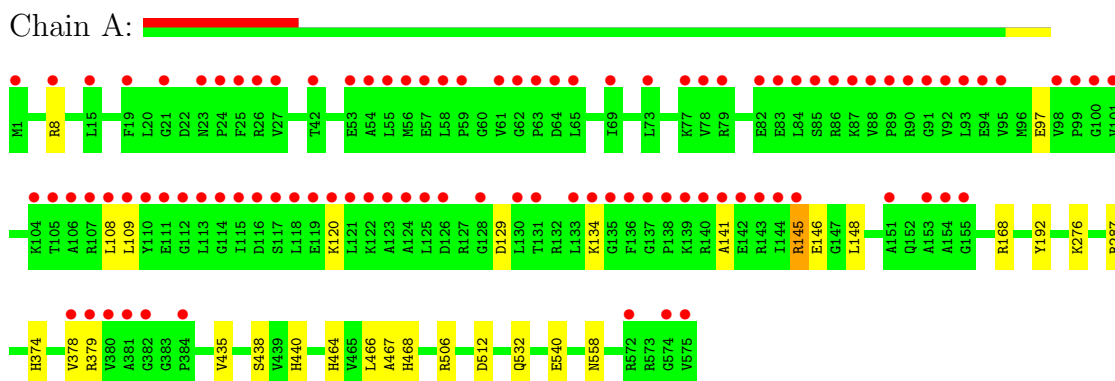 Chain A:
M1 R8 L15 F19 L20 G21 D22 N23 P24 F25 R26 V27 T42 E53 A54 L55 M56 E57 L58 P59 G60 V61 G62 P63 D64 L65 I69 L73 K77 V78 R79 E82 E83 L84 S85 R86 K87 V88 P89 R90 G91 V92 L93 E94 V95 M96 E97 V98 P99 G100
K104 T105 A106 R107 L108 L109 Y110 E111 G112 L113 G114 I115 D116 S117 L118 E119 K120 L121 K122 A123 A124 L125 D126 R127 G128 D129 L130 T131 R132 L133 K134 G135 F136 G137 P138 K139 R140 A141 E142 R143 I144 R145 E146 G147 L148 A151 Q152 A153 A154 G155 R168 Y192 K276
H374 V378 R379 V380 A381 G382 G383 P384 V435 S438 V439 H440 H464 V465 L466 A467 H468 R506 D512 Q532 E540 N558 R572 R573 G574 V575